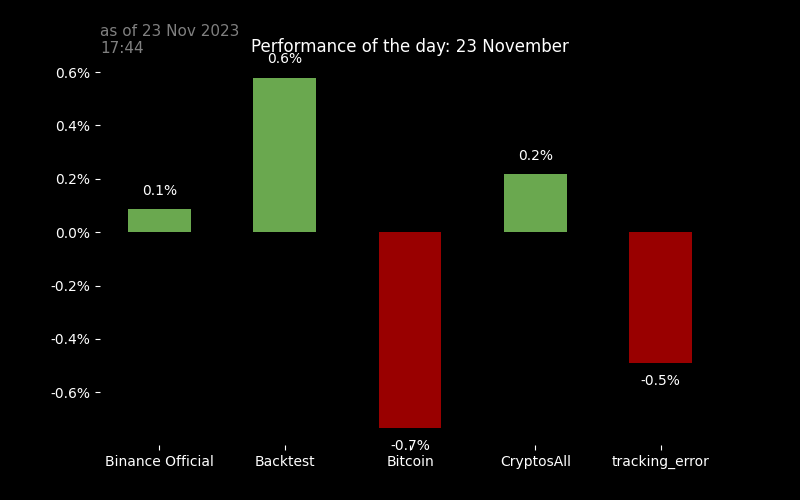 as of 23 Nov 2023
17:44
Performance of the day: 23 November
0.6%
0.4%
0.2%
0.0%
-0.2%
-0.4%
-0.6%
0.1%
0.6%
-0.7%
0.2%
-0.5%
Binance Official
Backtest
Bitcoin
CryptosAll
tracking_error